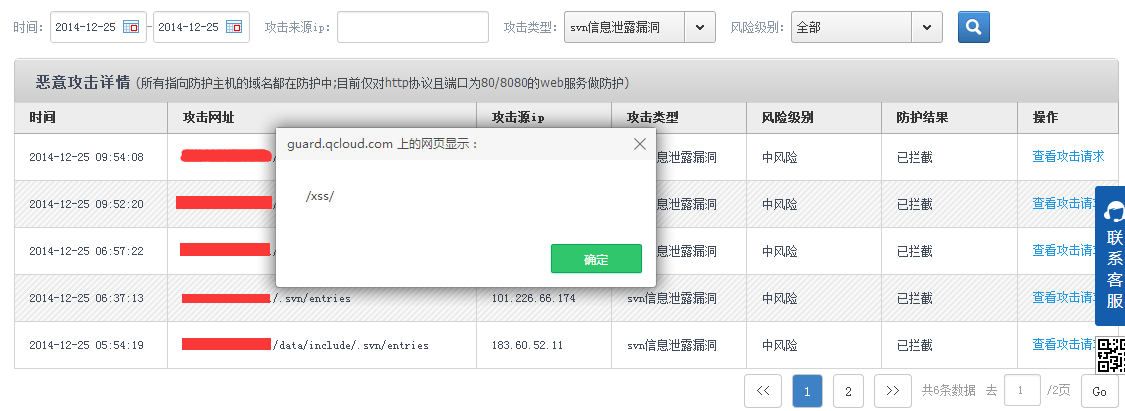 时间: 2014-12-25 - 2014-12-25 攻击来源ip: 攻击类型: svn信息泄露漏洞 风险级别: 全部
恶意攻击详情 (所有指向防护主机的域名都在防护中;目前仅对http协议且端口为80/8080的web服务做防护)
时间 攻击网址 攻击源ip 攻击类型 风险级别 防护结果 操作
guard.qcloud.com 上的网页显示：
2014-12-25 09:54:08 / 息泄露漏洞 中风险 已拦截 查看攻击请求
/xss/
2014-12-25 09:52:20 息泄露漏洞 中风险 已拦截 查看攻击请
2014-12-25 06:57:22 息泄露漏洞 中风险 已拦截 查看攻击请
确定
2014-12-25 06:37:13 /.svn/entries 101.226.66.174 svn信息泄露漏洞 中风险 已拦截 查看攻击请
2014-12-25 05:54:19 /data/include/.svn/entries 183.60.52.11 svn信息泄露漏洞 中风险 已拦截 查看攻击请
联系客服
<< 1 2 >> 共6条数据 去 1 /2页 Go